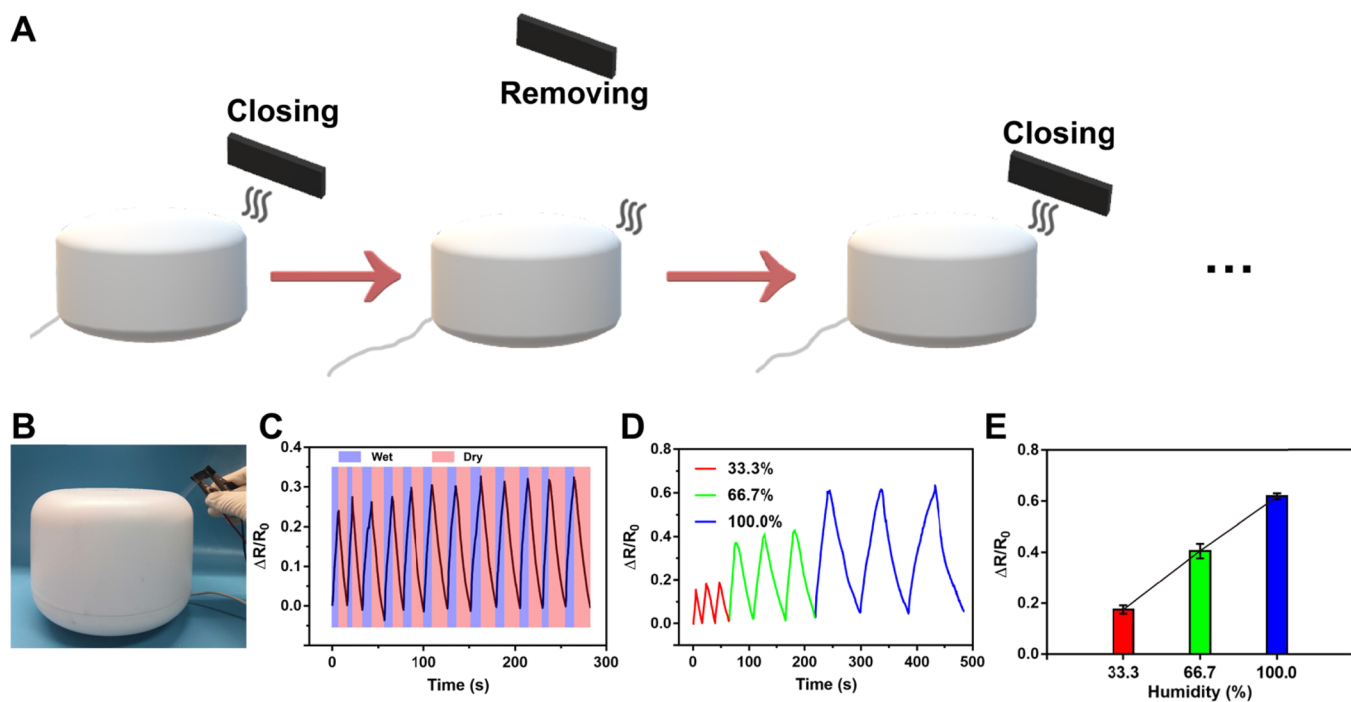 A
Closing
Removing
Closing
...
B
C
0.4
0.3
0.2
0.1
0.0
ΔR/R0
Wet
Dry
0
100
200
300
Time (s)
D
0.8
0.6
0.4
0.2
0.0
ΔR/R0
33.3%
66.7%
100.0%
0
100
200
300
400
500
Time (s)
E
0.8
0.6
0.4
0.2
0.0
ΔR/R0
33.3
66.7
100.0
Humidity (%)